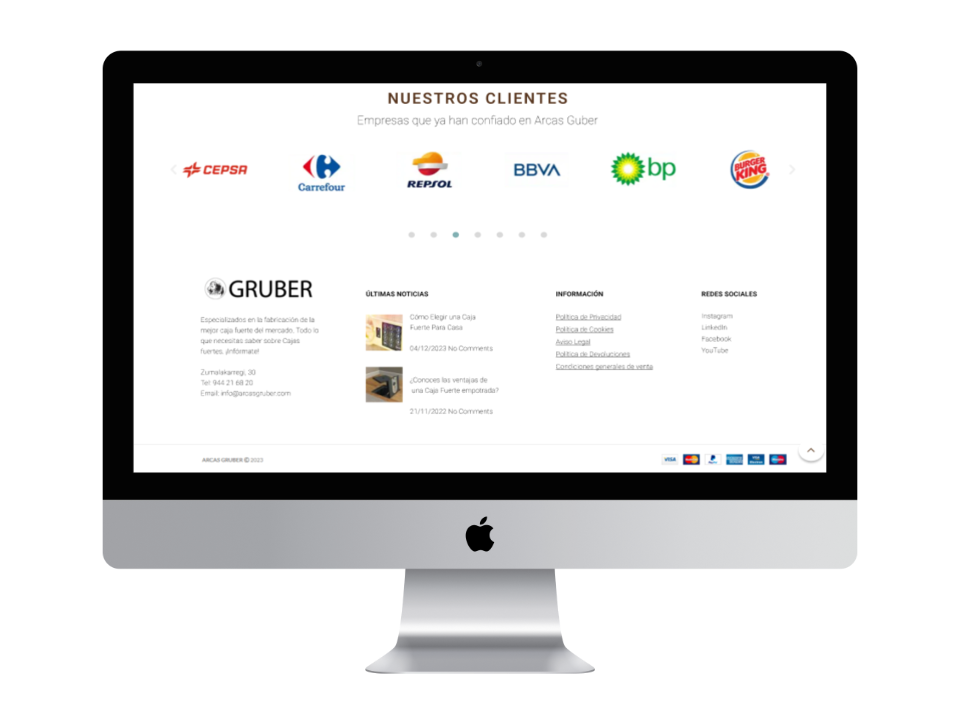 NUESTROS CLIENTES
Empresas que ya han confiado en Arcas Guber
CEPSA
Carrefour
REPSOL
BBVA
bp
BURGER KING
GRUBER
Especializados en la fabricación de la
mejor caja fuerte del mercado. Todo lo
que necesitas saber sobre Cajas
fuertes. ¡Infórmate!
Zumalakarregi, 30
Tel: 944 21 68 20
Email: info@arcasgruber.com
ÚLTIMAS NOTICIAS
Cómo Elegir una Caja
Fuerte Para Casa
04/12/2023 No Comments
¿Conoces las ventajas de
una Caja Fuerte empotrada?
21/11/2022 No Comments
INFORMACIÓN
Política de Privacidad
Política de Cookies
Aviso Legal
Política de Devoluciones
Condiciones generales de venta
REDES SOCIALES
Instagram
LinkedIn
Facebook
YouTube
ARCAS GRUBER © 2023
VISA